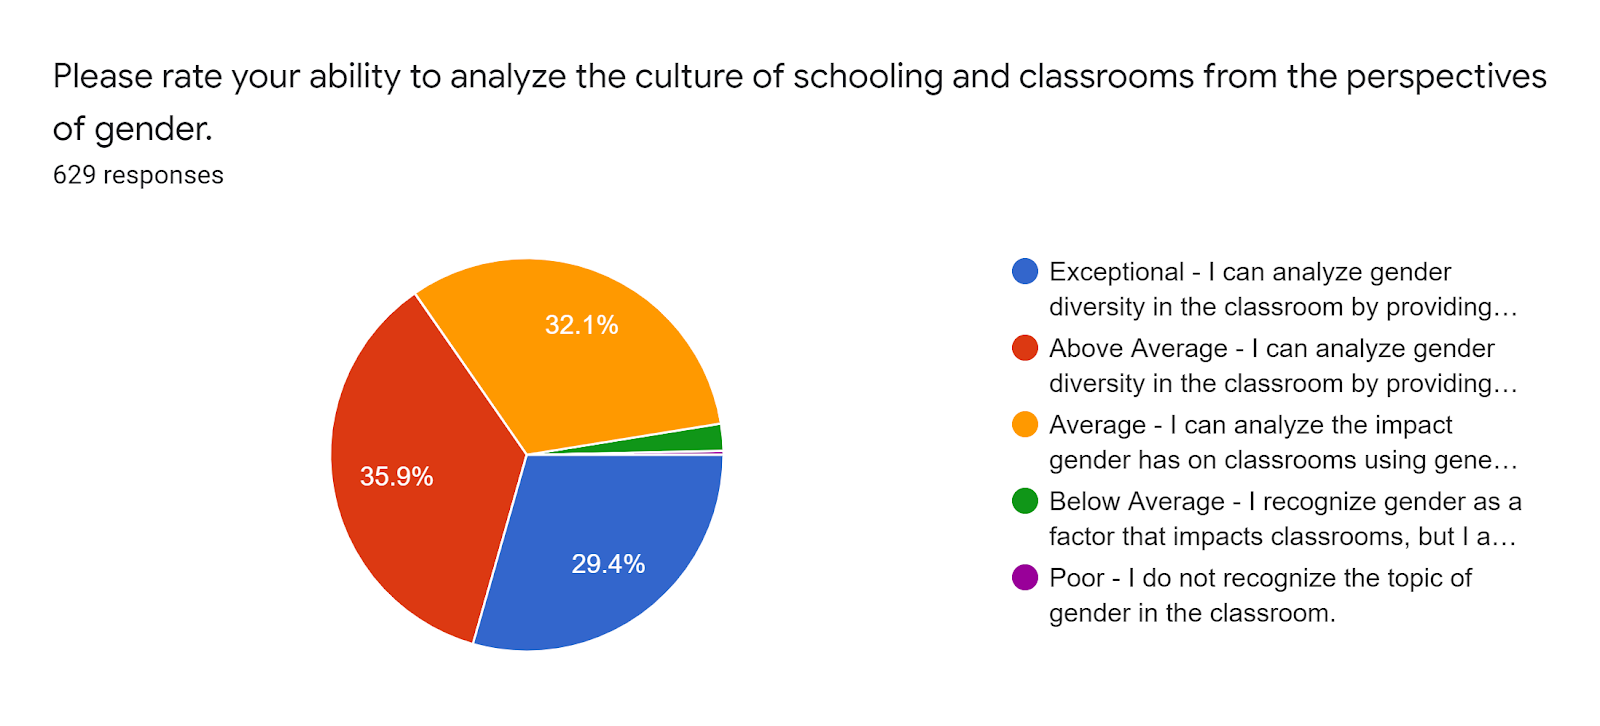 Please rate your ability to analyze the culture of schooling and classrooms from the perspectives
of gender.
629 responses
32.1%
35.9%
29.4%
Exceptional - I can analyze gender
diversity in the classroom by providing…
Above Average - I can analyze gender
diversity in the classroom by providing…
Average - I can analyze the impact
gender has on classrooms using gene…
Below Average - I recognize gender as a
factor that impacts classrooms, but I a…
Poor - I do not recognize the topic of
gender in the classroom.